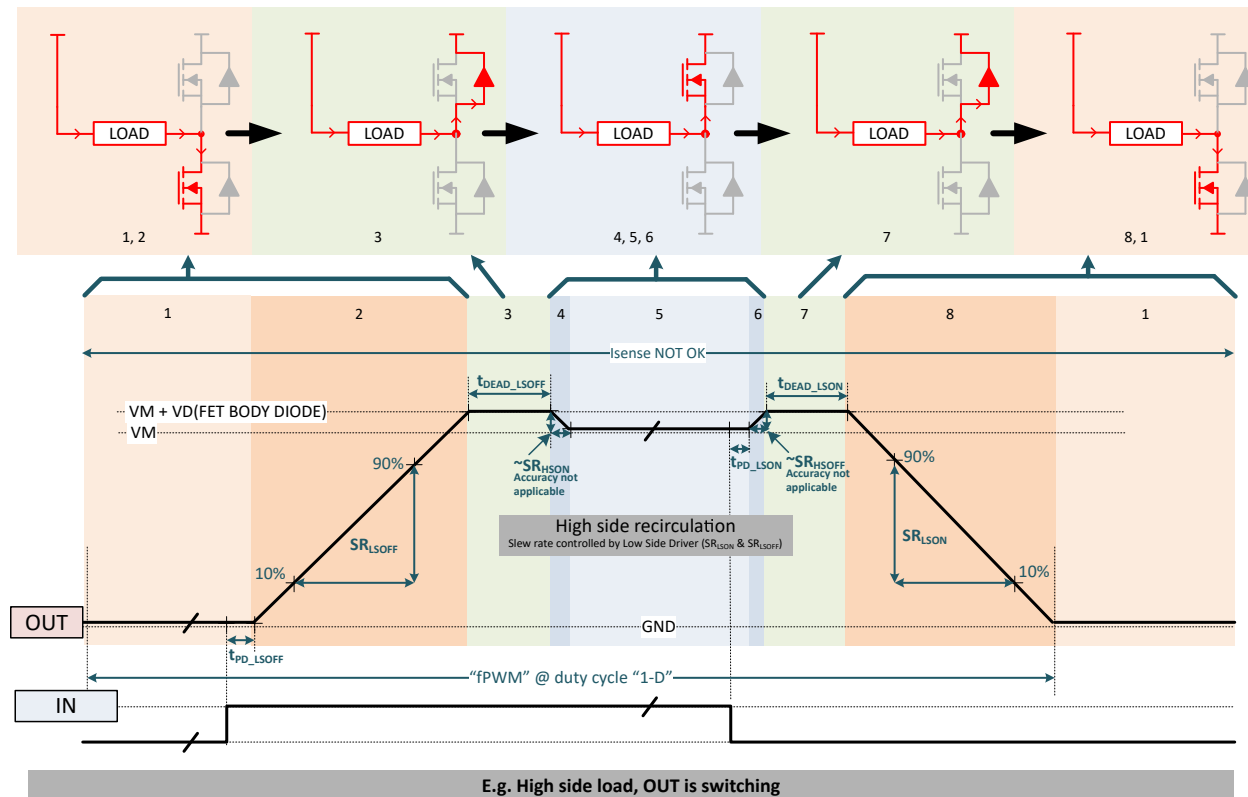 LOAD
LOAD
LOAD
LOAD
LOAD
1, 2
3
4, 5, 6
7
8, 1
1
2
3
4
5
6
7
8
1
Isense NOT OK
tDEAD_LSOFF
tDEAD_LSON
VM + VD(FET BODY DIODE)
VM
90%
~SRHSON
Accuracy not
applicable
tPD_LSON
~SRHSOFF
Accuracy not
applicable
90%
High side recirculation
Slew rate controlled by Low Side Driver (SRLSON & SRLSOFF)
SRLSOFF
SRLSON
10%
10%
OUT
GND
tPD_LSOFF
“fPWM” @ duty cycle “1-D”
IN
E.g. High side load, OUT is switching